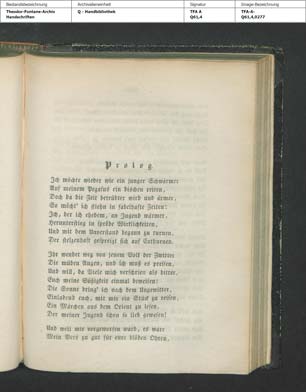 Bestandsbezeichnung
Archivalieneinheit
Signatur
Image-Bezeichnung
Theodor-Fontane-Archiv
Handschriften
Q - Handbibliothek
TFA A
Q61,4
TFA-A-
Q61,4,0277
Prolog.
Ich möchte wieder wie ein junger Schwärmer
Auf meinem Pegasus ein bischen reiten,
Doch da die Zeit betrübter wird und ärmer,
So möcht' ich fliehn in fabelhafte Zeiten:
Ich, der ich ehedem, an Jugend wärmer,
Herunterstieg in spröde Wirklichkeiten,
Und mit dem Unverstand begann zu turnen,
Der stelzenhaft gespreizt sich auf Cothurnen.
Ihr wendet weg von jenem Volk der Zwitter
Die müden Augen, und ich muß es preisen,
Und will, da Viele mich verschrien als bitter,
Euch meine Süßigkeit einmal beweisen!
Die Sonne bring' ich nach dem Ungewitter,
Einladend euch, mit mir ein Stück zu reisen,
Ein Märchen aus dem Orient zu lesen,
Der meiner Jugend schon so lieb gewesen!
Und weil mir vorgeworfen ward, es wäre
Mein Vers zu gut für eure blöden Ohren,